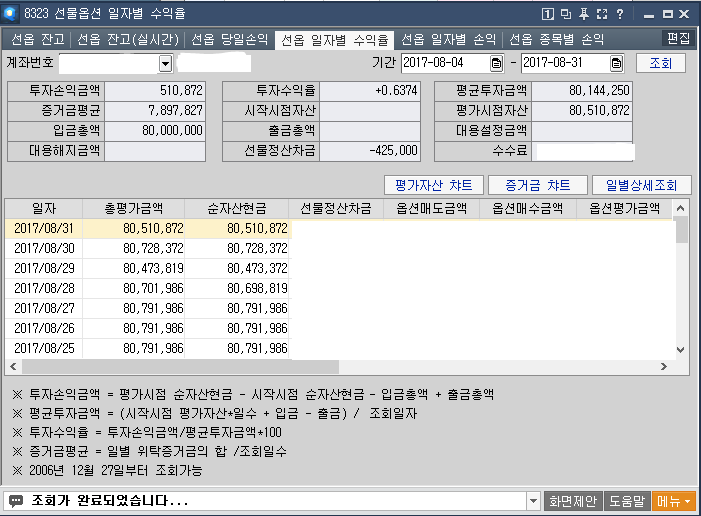 8323 선물옵션 일자별 수익율
선옵 잔고 선옵 잔고(실시간) 선옵 당일손익 선옵 일자별 수익율 선옵 일자별 손익 선옵 종목별 손익 편집
계좌번호 기간 2017-08-04 - 2017-08-31 조회
투자손익금액 510,872 투자수익율 +0.6374 평균투자금액 80,144,250
증거금평균 7,897,827 시작시점자산 평가시점자산 80,510,872
입금총액 80,000,000 출금총액 대용설정금액
대용해지금액 선물정산차금 -425,000 수수료
평가자산 챠트 증거금 챠트 일별상세조회
일자 총평가금액 순자산현금 선물정산차금 옵션매도금액 옵션매수금액 옵션평가금액
2017/08/31 80,510,872 80,510,872
2017/08/30 80,728,372 80,728,372
2017/08/29 80,473,819 80,473,372
2017/08/28 80,701,986 80,698,819
2017/08/27 80,791,986 80,791,986
2017/08/26 80,791,986 80,791,986
2017/08/25 80,791,986 80,791,986
※ 투자손익금액 = 평가시점 순자산현금 - 시작시점 순자산현금 - 입금총액 + 출금총액
※ 평균투자금액 = (시작시점 평가자산*일수 + 입금 - 출금) / 조회일자
※ 투자수익율 = 투자손익금액/평균투자금액*100
※ 증거금평균 = 일별 위탁증거금의 합 /조회일수
※ 2006년 12월 27일부터 조회가능
조회가 완료되었습니다... 화면제안 도움말 메뉴